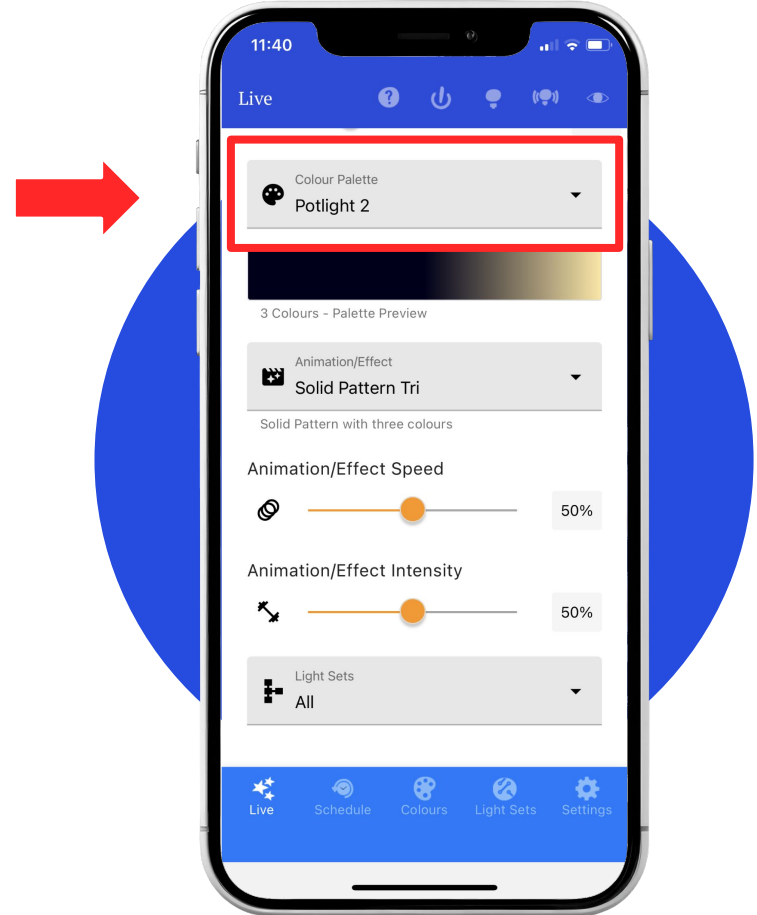 11:40
Live
Colour Palette
Potlight 2
3 Colours - Palette Preview
Animation/Effect
Solid Pattern Tri
Solid Pattern with three colours
Animation/Effect Speed
50%
Animation/Effect Intensity
50%
Light Sets
All
Live Schedule Colours Light Sets Settings